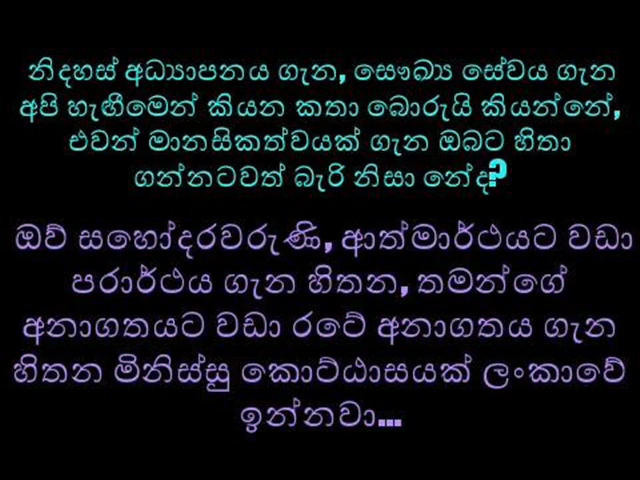 නිදහස් අධ්‍යාපනය ගැන, සෞඛ්‍ය සේවය ගැන
අපි හැඟීමෙන් කියන කතා බොරුයි කියන්නේ,
එවන් මානසිකත්වයක් ගැන ඔබට හිතා
ගන්නටවත් බැරි නිසා නේද?
ඔව් සහෝදරවරුණි, ආත්මාර්ථයට වඩා
පරාර්ථය ගැන හිතන, තමන්ගේ
අනාගතයට වඩා රටේ අනාගතය ගැන
හිතන මිනිස්සු කොට්ඨාසයක් ලංකාවේ
ඉන්නවා...